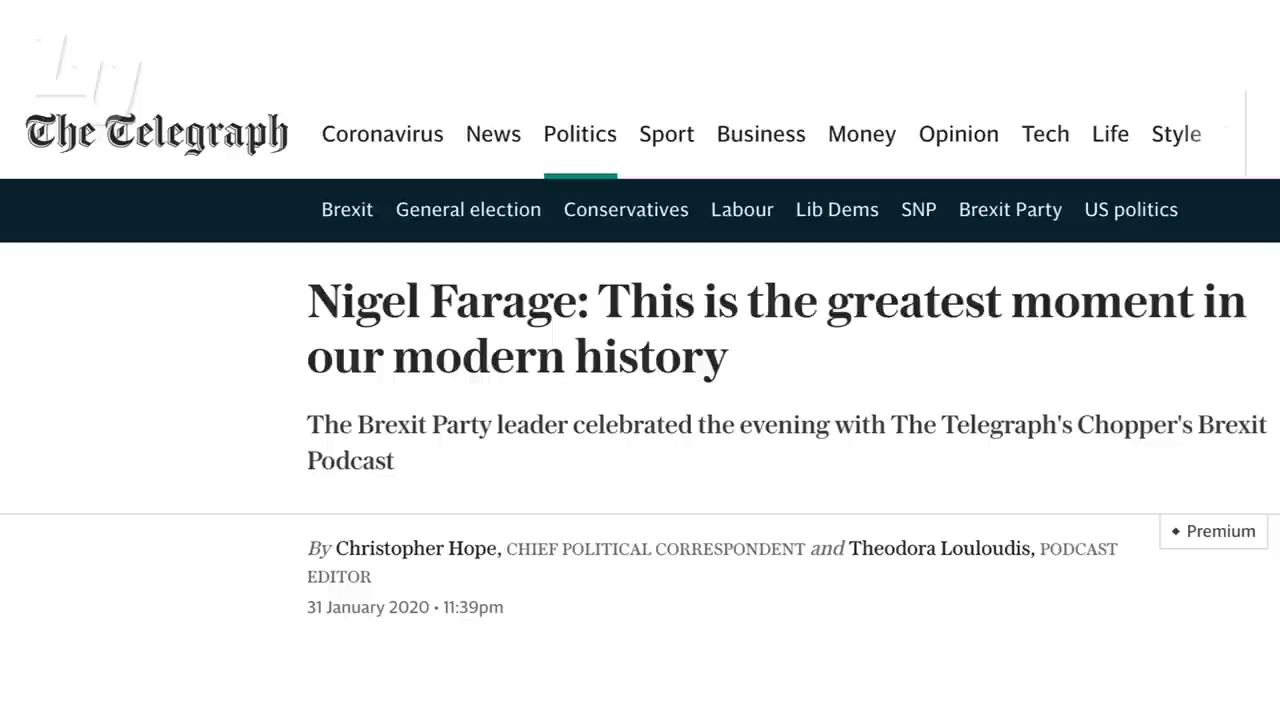 The Telegraph
Coronavirus News Politics Sport Business Money Opinion Tech Life Style
Brexit General election Conservatives Labour Lib Dems SNP Brexit Party US politics
Nigel Farage: This is the greatest moment in
our modern history
The Brexit Party leader celebrated the evening with The Telegraph's Chopper's Brexit
Podcast
Premium
By Christopher Hope, CHIEF POLITICAL CORRESPONDENT and Theodora Louloudis, PODCAST
EDITOR
31 January 2020 • 11:39pm